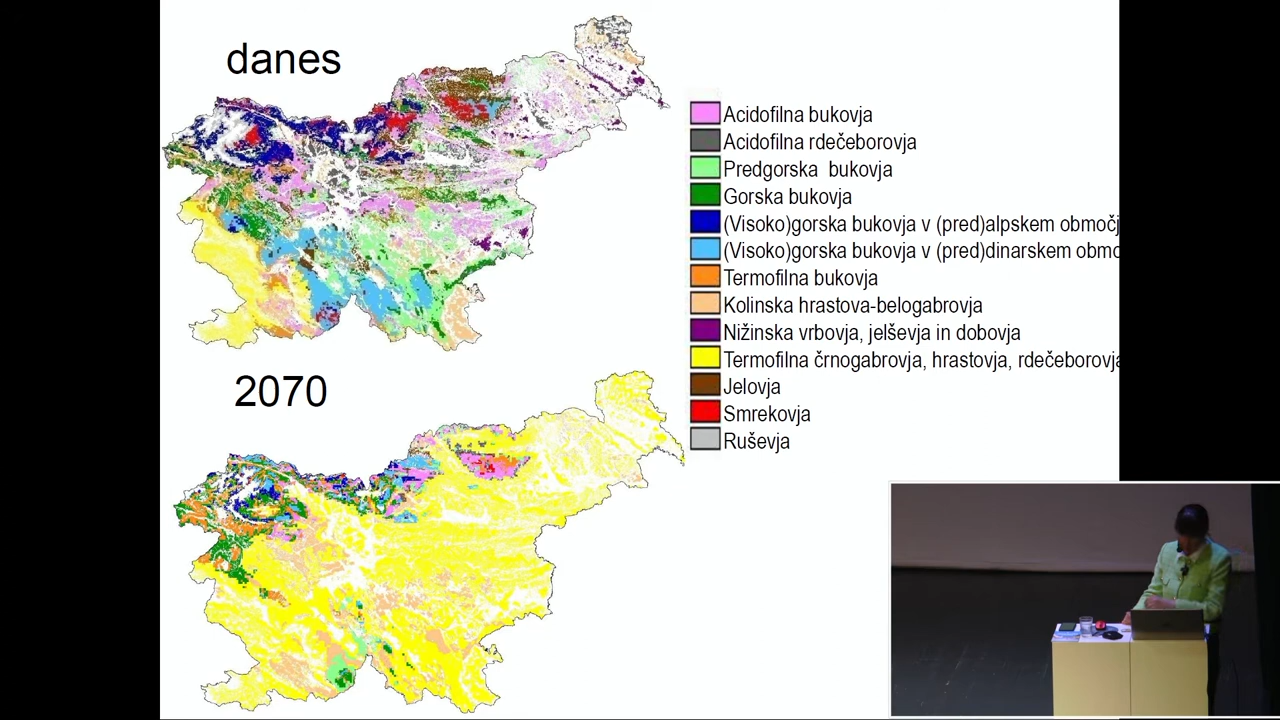 danes
Acidofilna bukovja
Acidofilna rdečeborovja
Predgorska bukovja
Gorska bukovja
(Visoko)gorska bukovja v (pred)alpskem območj
(Visoko)gorska bukovja v (pred)dinarskem obmo
Termofilna bukovja
Kolinska hrastova-belogabrovja
Nižinska vrbovja, jelševja in dobovja
Termofilna črnogabrovja, hrastovja, rdečeborovja
Jelovja
Smrekovja
Ruševja
2070